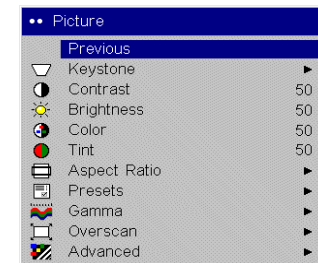 •• Picture
Previous
Keystone
Contrast 50
Brightness 50
Color 50
Tint 50
Aspect Ratio
Presets
Gamma
Overscan
Advanced